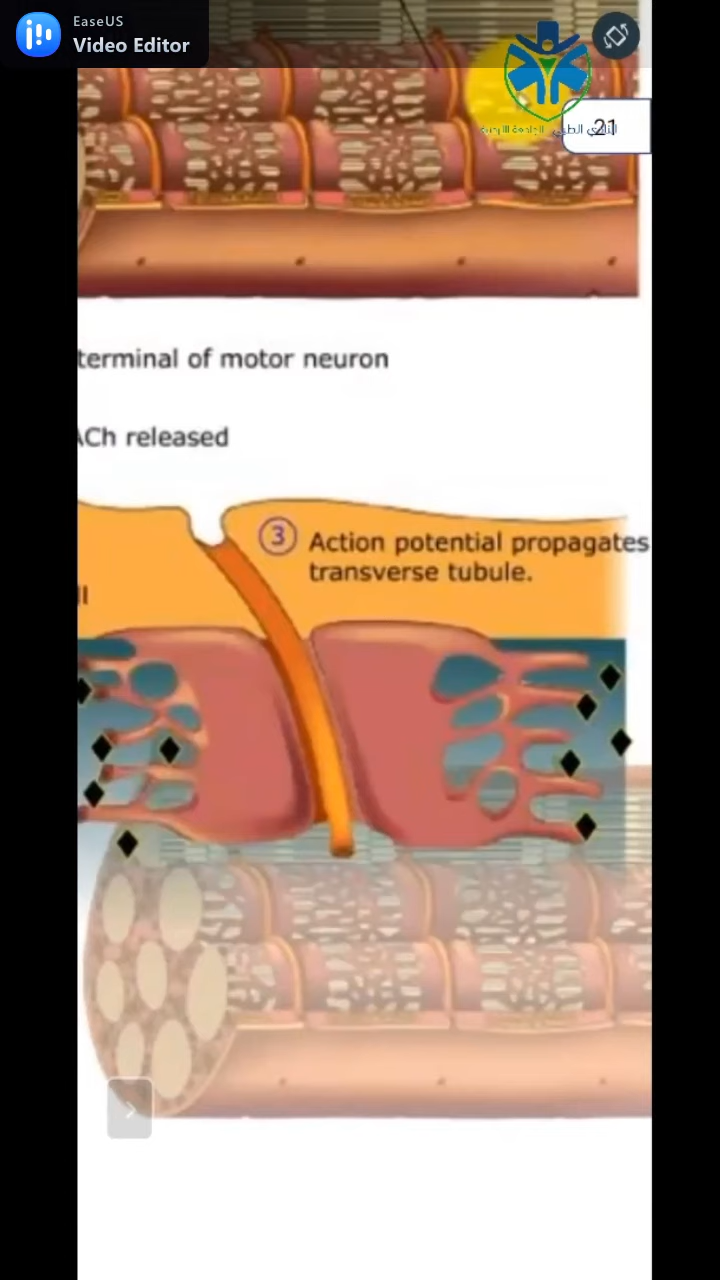 EaseUS
Video Editor
21
terminal of motor neuron
ACh released
3 Action potential propagates
transverse tubule.